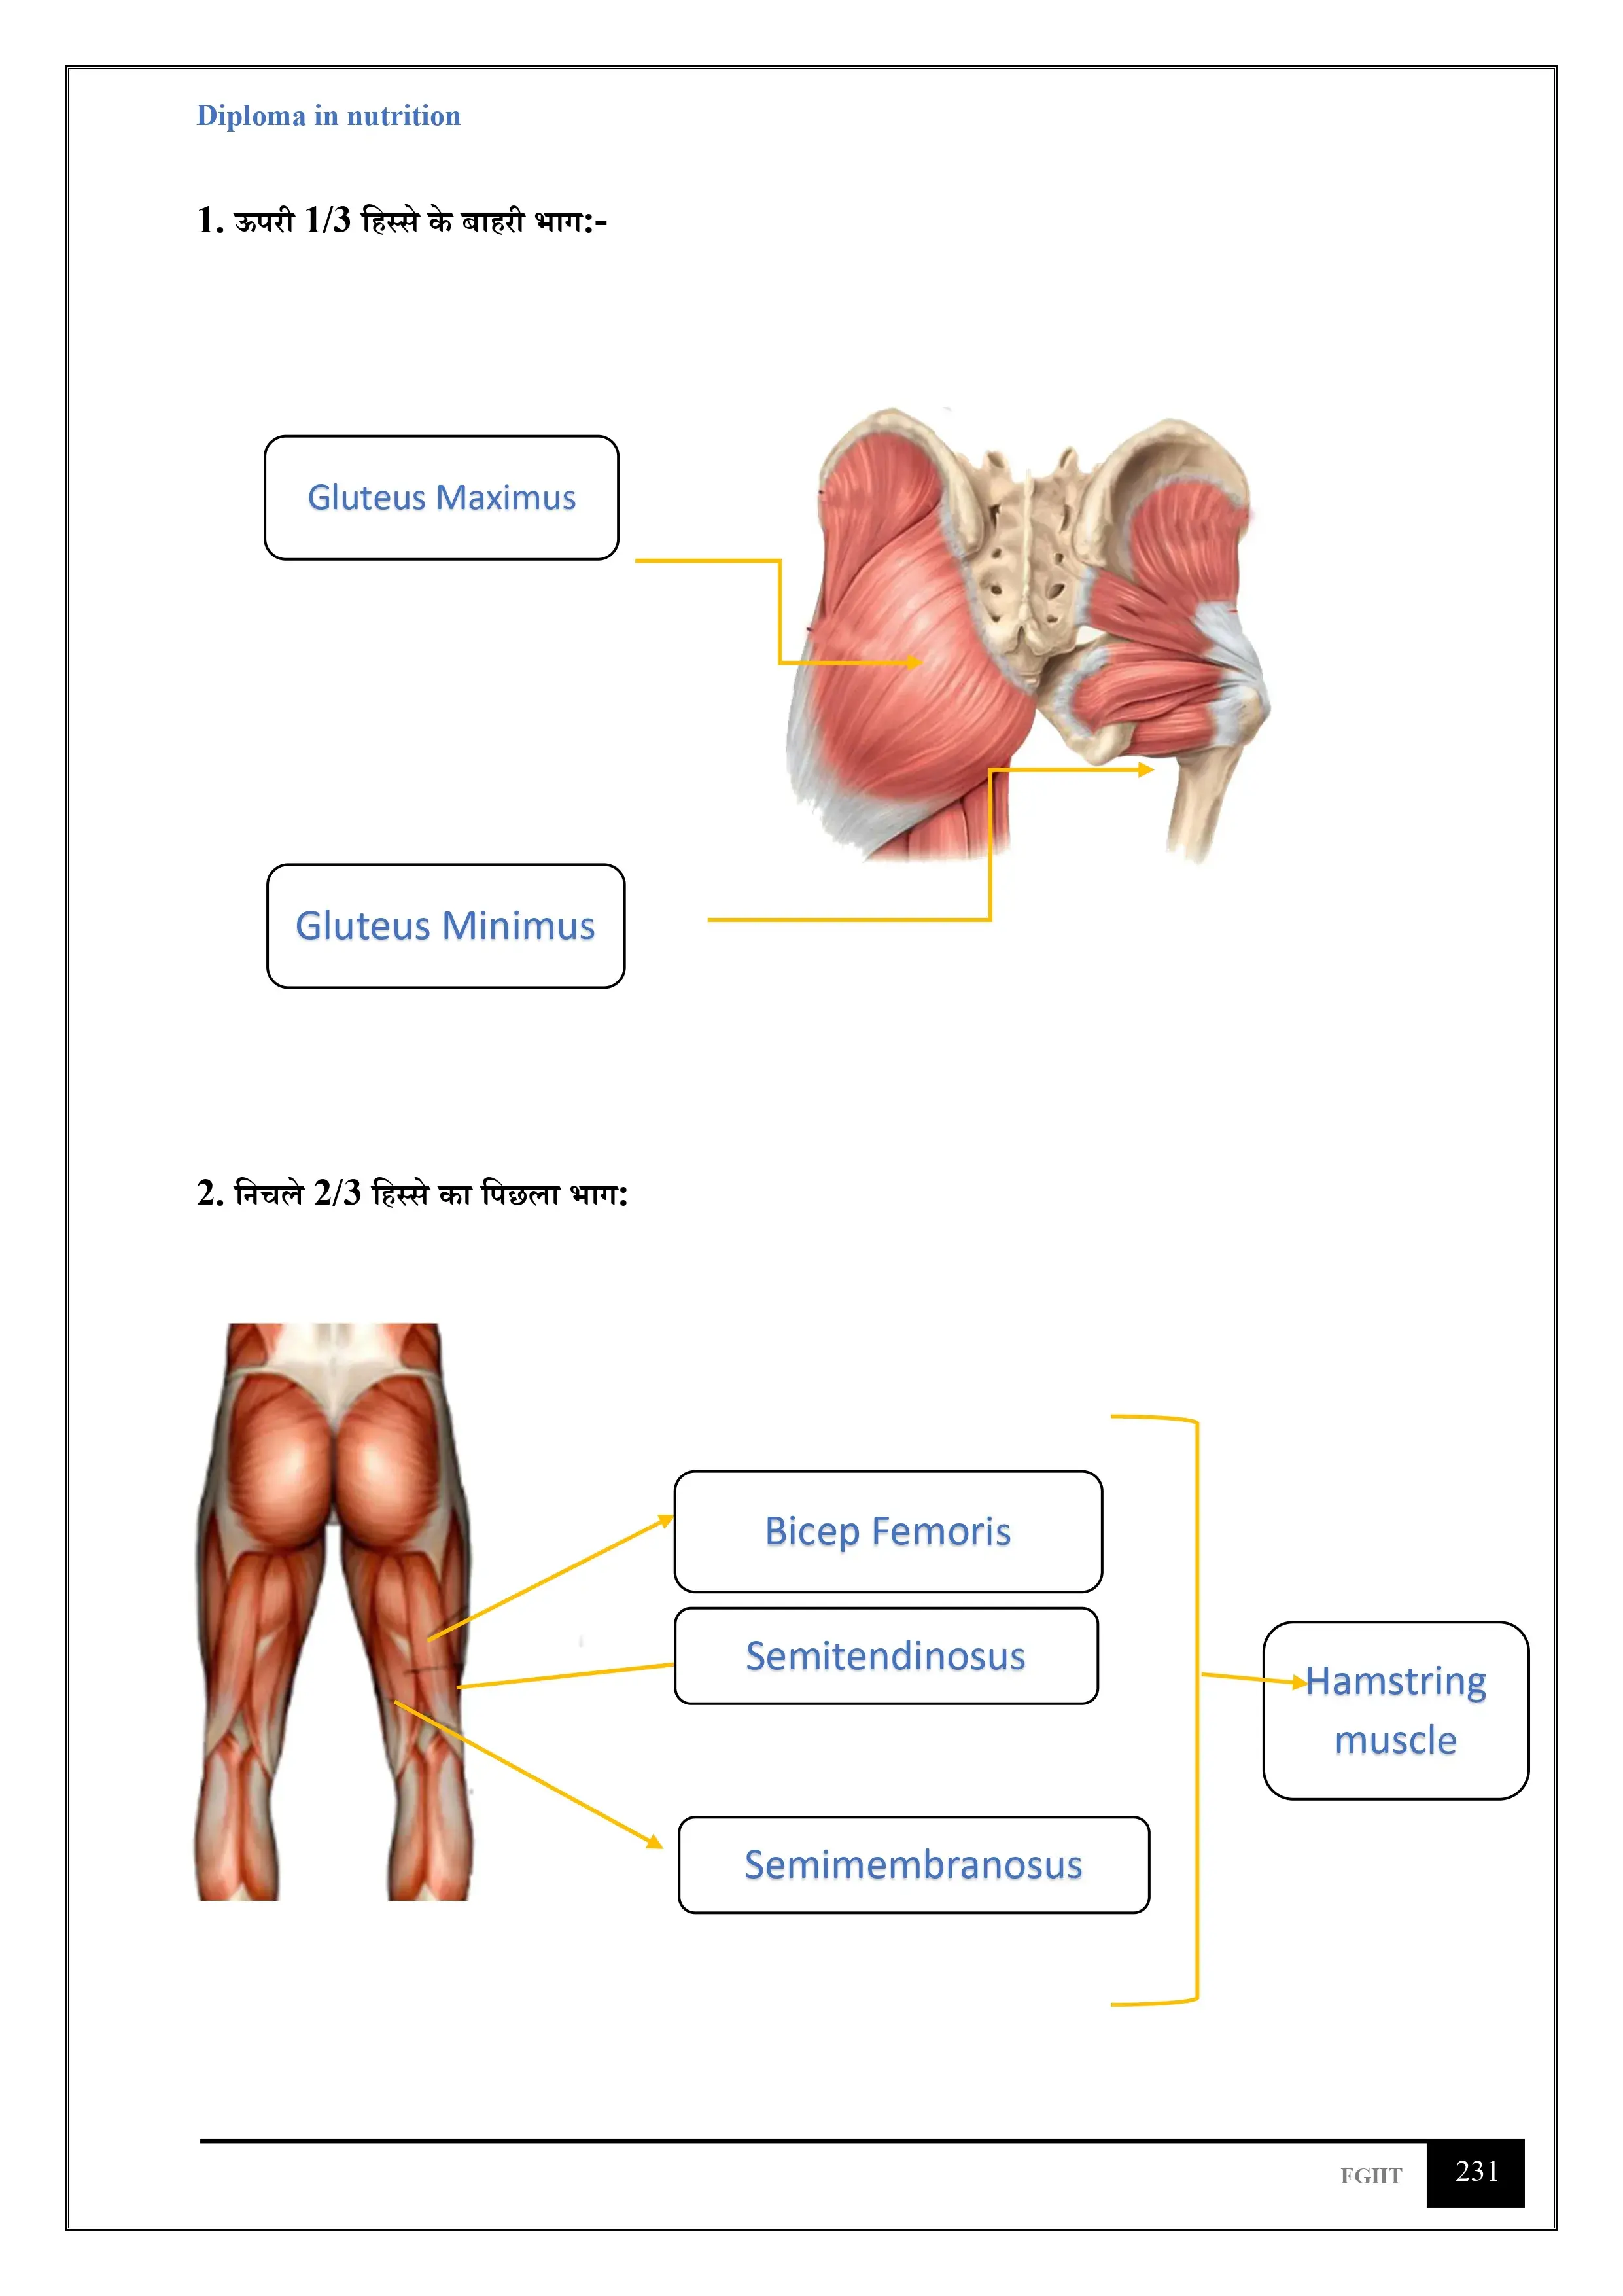 Diploma in nutrition
1. ऊपरी 1/3 हिस्से के बाहरी भाग:-
Gluteus Maximus
Gluteus Minimus
2. निचले 2/3 हिस्से का पिछला भाग:
Bicep Femoris
Semitendinosus
Hamstring
muscle
Semimembranosus
FGIIT 231